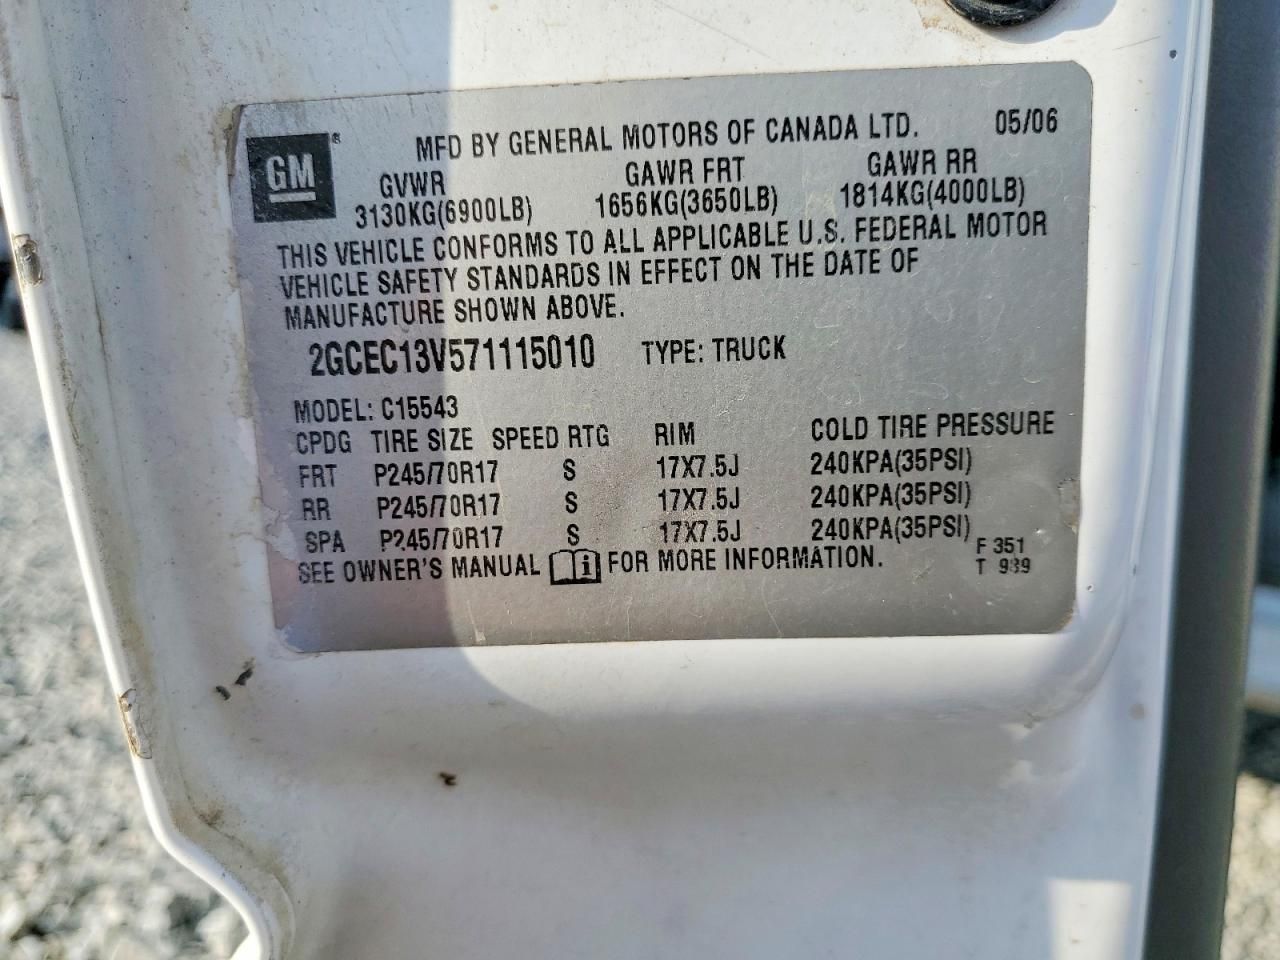 GM ® MFD BY GENERAL MOTORS OF CANADA LTD. 05/06
GVWR GAWR FRT GAWR RR
3130KG(6900LB) 1656KG(3650LB) 1814KG(4000LB)
THIS VEHICLE CONFORMS TO ALL APPLICABLE U.S. FEDERAL MOTOR
VEHICLE SAFETY STANDARDS IN EFFECT ON THE DATE OF
MANUFACTURE SHOWN ABOVE.
2GCEC13V571115010 TYPE: TRUCK
MODEL: C15543
CPDG TIRE SIZE SPEED RTG RIM COLD TIRE PRESSURE
FRT P245/70R17 S 17X7.5J 240KPA(35PSI)
RR P245/70R17 S 17X7.5J 240KPA(35PSI)
SPA P245/70R17 S 17X7.5J 240KPA(35PSI)
SEE OWNER'S MANUAL i FOR MORE INFORMATION.
F 351
T